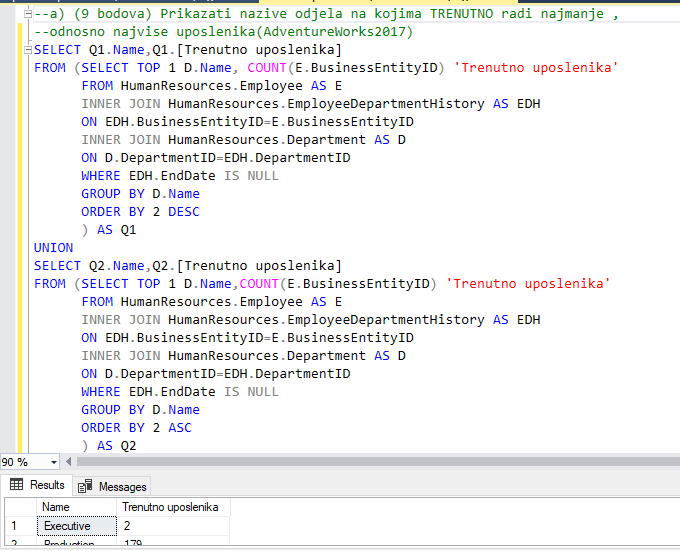 --a) (9 bodova) Prikazati nazive odjela na kojima TRENUTNO radi najmanje ,
--odnosno najvise uposlenika(AdventureWorks2017)
SELECT Q1.Name,Q1.[Trenutno uposlenika]
FROM (SELECT TOP 1 D.Name, COUNT(E.BusinessEntityID) 'Trenutno uposlenika'
FROM HumanResources.Employee AS E
INNER JOIN HumanResources.EmployeeDepartmentHistory AS EDH
ON EDH.BusinessEntityID=E.BusinessEntityID
INNER JOIN HumanResources.Department AS D
ON D.DepartmentID=EDH.DepartmentID
WHERE EDH.EndDate IS NULL
GROUP BY D.Name
ORDER BY 2 DESC
) AS Q1
UNION
SELECT Q2.Name,Q2.[Trenutno uposlenika]
FROM (SELECT TOP 1 D.Name,COUNT(E.BusinessEntityID) 'Trenutno uposlenika'
FROM HumanResources.Employee AS E
INNER JOIN HumanResources.EmployeeDepartmentHistory AS EDH
ON EDH.BusinessEntityID=E.BusinessEntityID
INNER JOIN HumanResources.Department AS D
ON D.DepartmentID=EDH.DepartmentID
WHERE EDH.EndDate IS NULL
GROUP BY D.Name
ORDER BY 2 ASC
) AS Q2
90 %
Results Messages
Name Trenutno uposlenika
1 Executive 2
2 Production 179